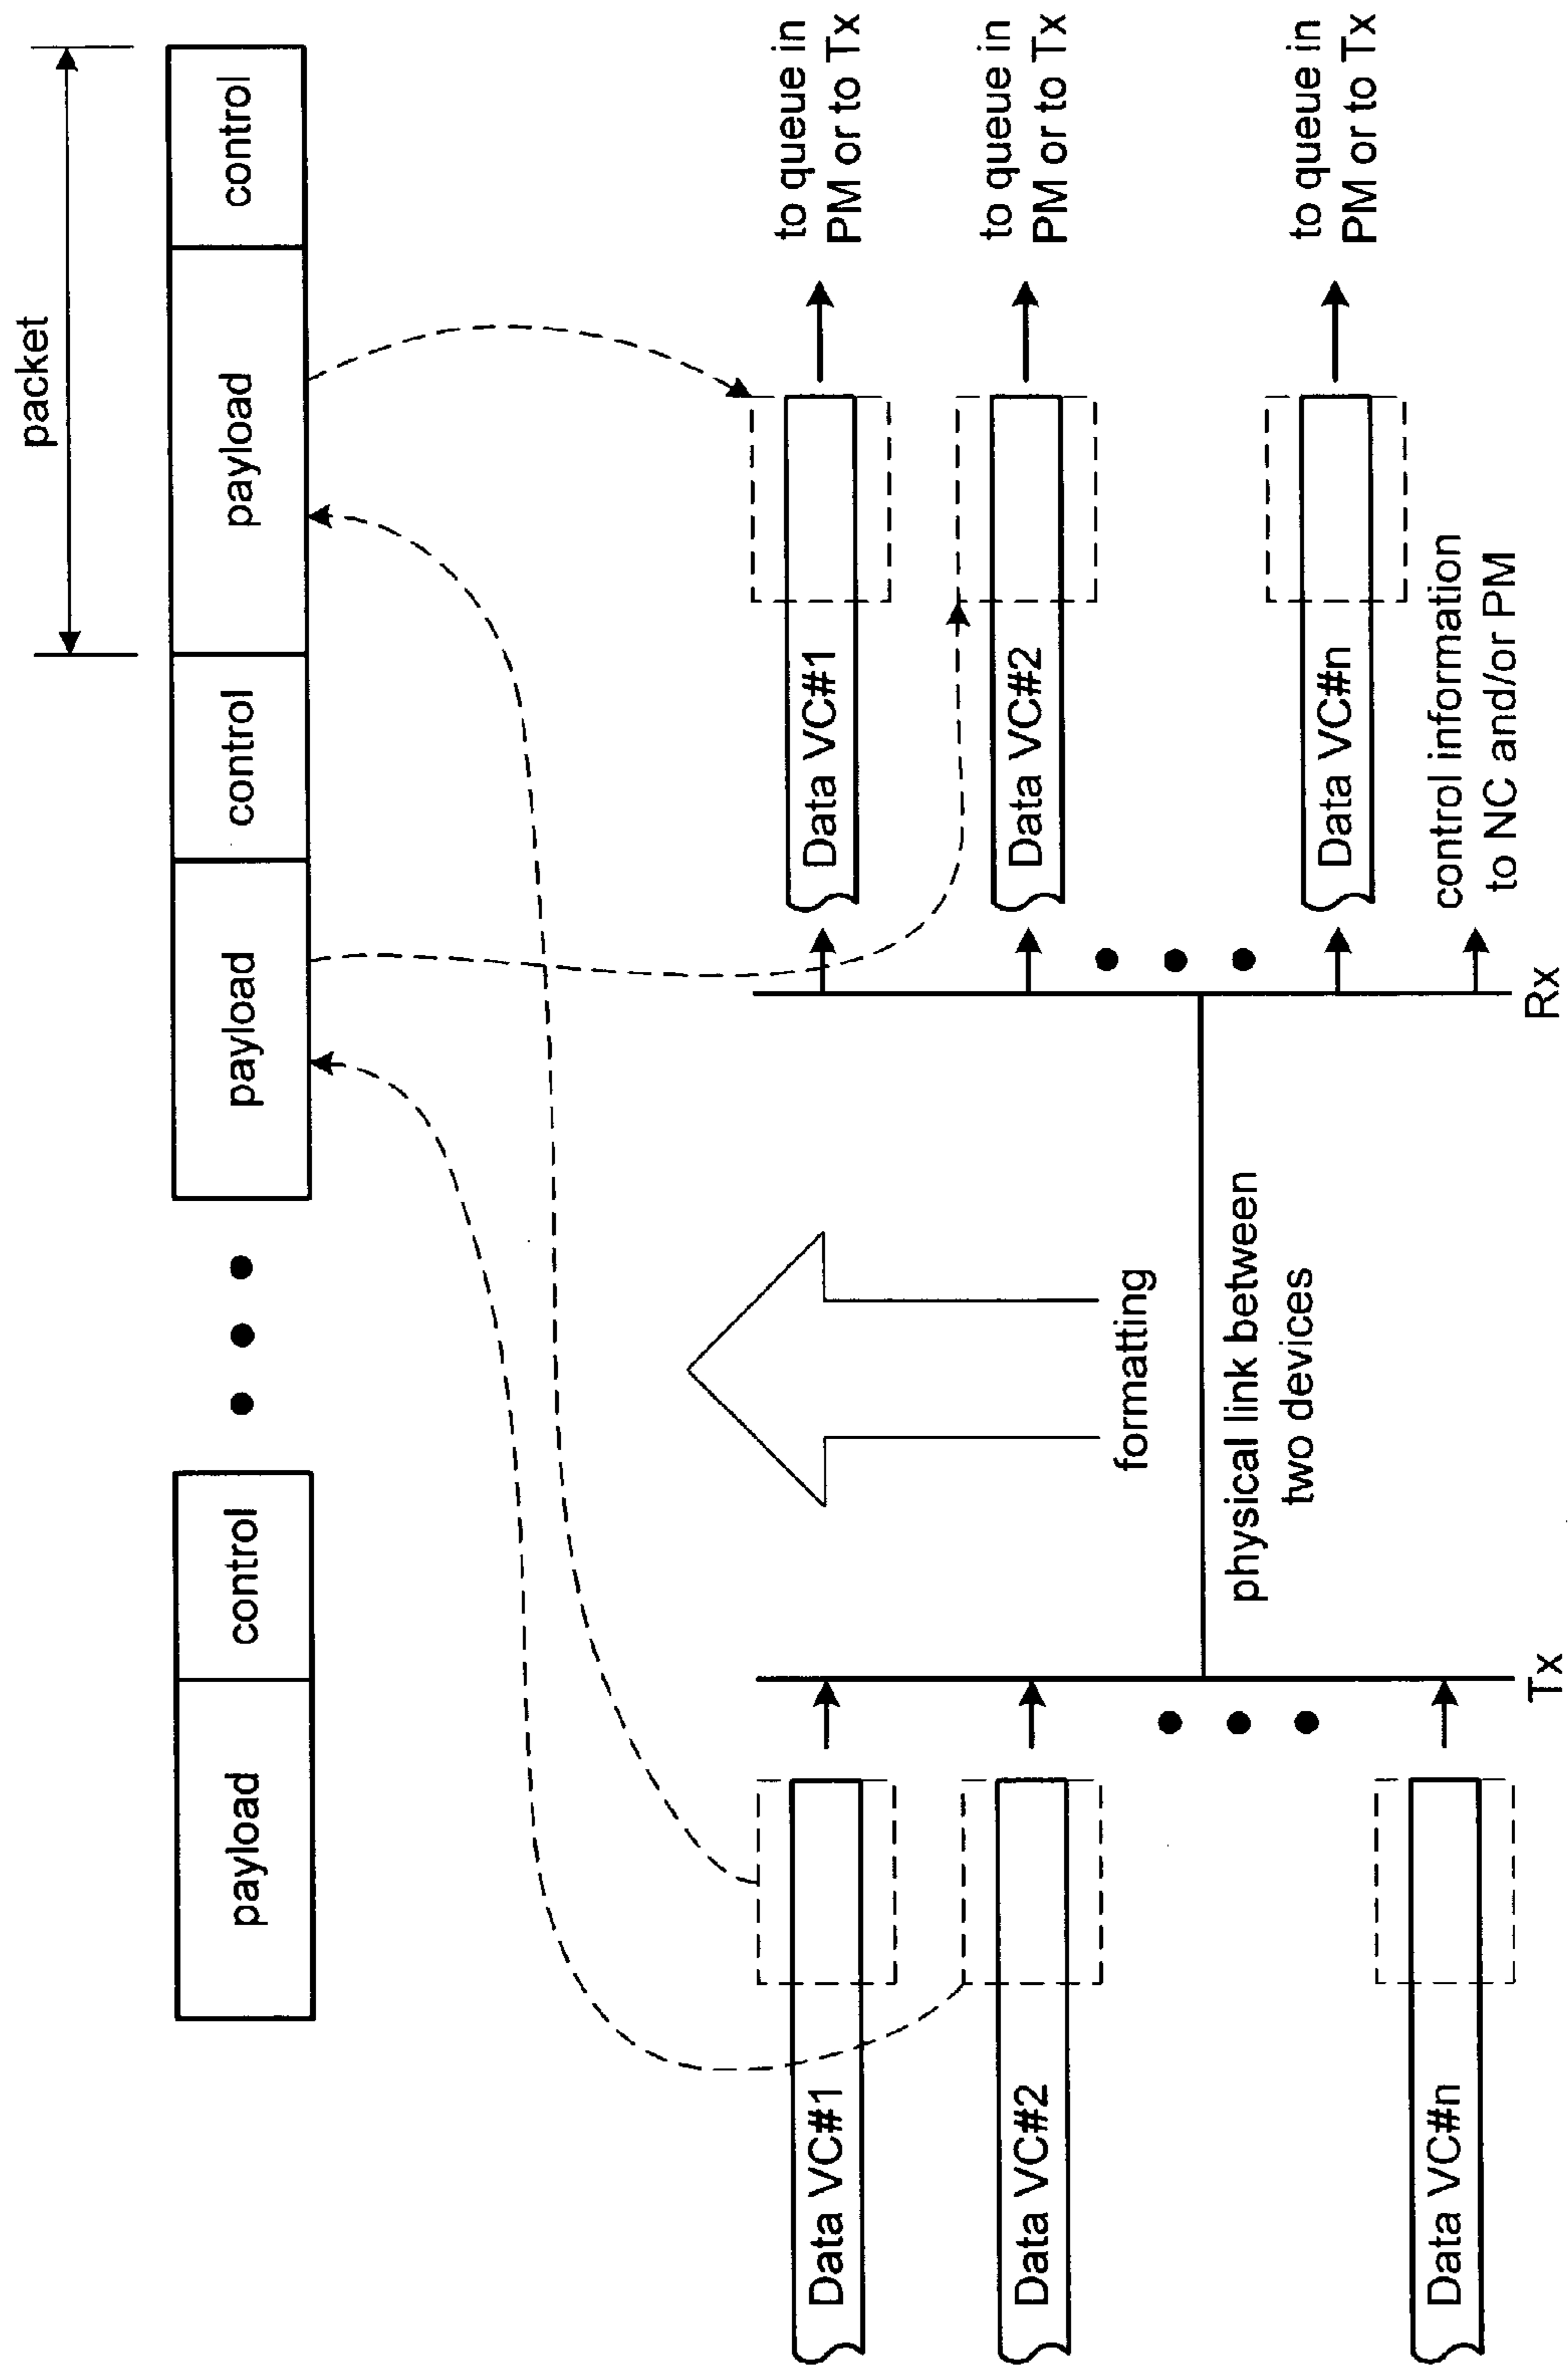 packet
payload
control
payload
control
payload
control
formatting
Data VC#1
Data VC#2
Data VC#n
Tx
physical link between
two devices
Rx
Data VC#1
to queue in
PM or to Tx
Data VC#2
to queue in
PM or to Tx
Data VC#n
to queue in
PM or to Tx
control information
to NC and/or PM